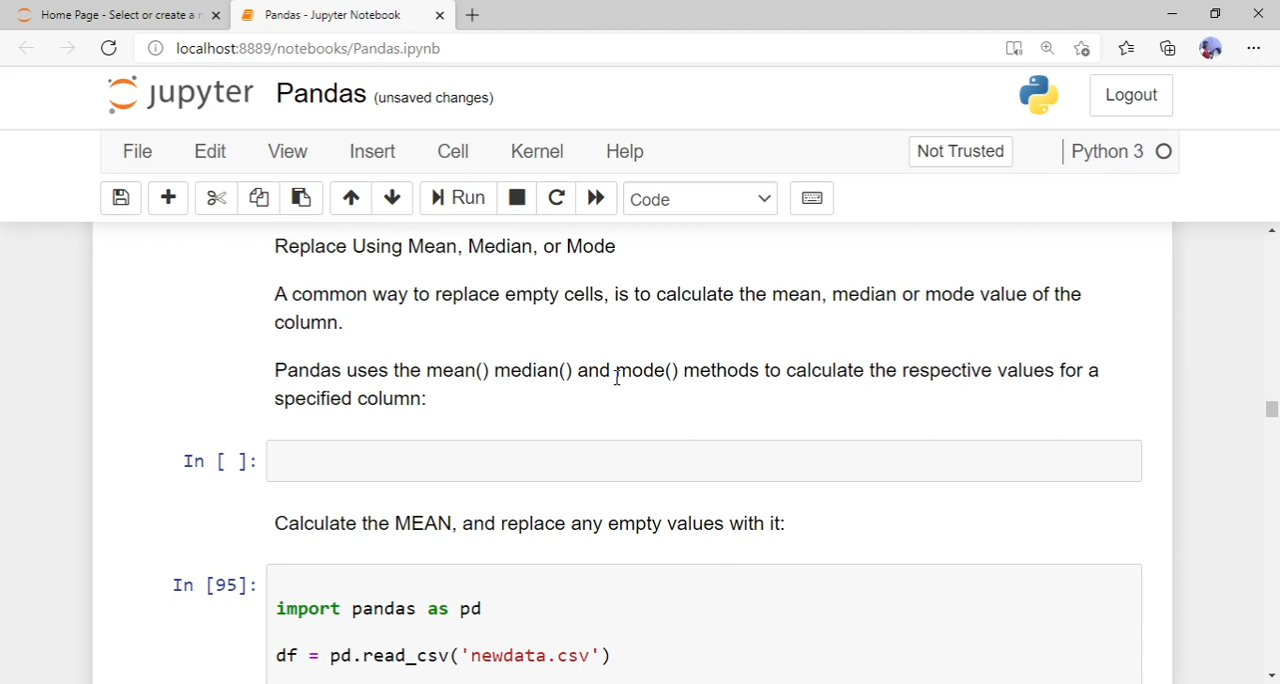 Home Page - Select or create a n
Pandas - Jupyter Notebook
localhost:8889/notebooks/Pandas.ipynb
jupyter Pandas (unsaved changes)
Logout
File Edit View Insert Cell Kernel Help Not Trusted Python 3
Run Code
Replace Using Mean, Median, or Mode
A common way to replace empty cells, is to calculate the mean, median or mode value of the
column.
Pandas uses the mean() median() and mode() methods to calculate the respective values for a
specified column:
In [ ]:
Calculate the MEAN, and replace any empty values with it:
In [95]:
import pandas as pd
df = pd.read_csv('newdata.csv')